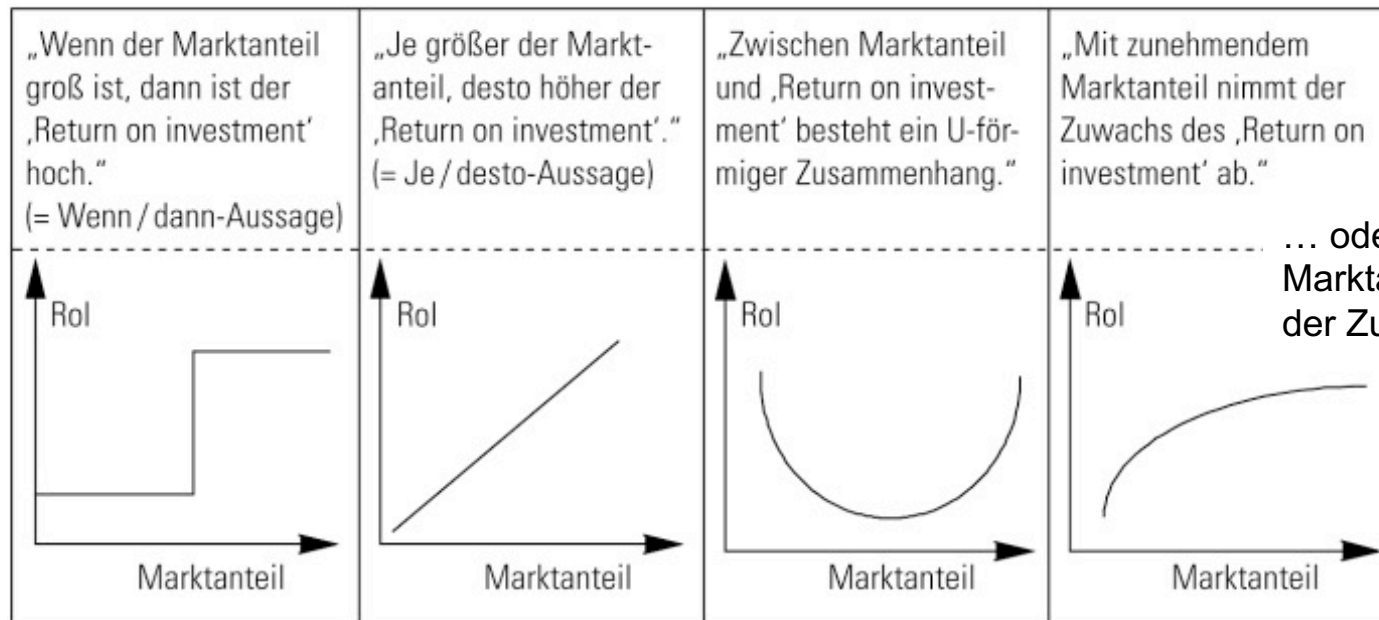 „Wenn der Marktanteil
groß ist, dann ist der
‚Return on investment‘
hoch.“
(= Wenn / dann-Aussage)
„Je größer der Markt-
anteil, desto höher der
‚Return on investment‘.“
(= Je / desto-Aussage)
„Zwischen Marktanteil
und ‚Return on invest-
ment‘ besteht ein U-för-
miger Zusammenhang.“
„Mit zunehmendem
Marktanteil nimmt der
Zuwachs des ‚Return on
investment‘ ab.“
…
der
RoI
Marktanteil
RoI
Marktanteil
RoI
Marktanteil
RoI
Marktanteil